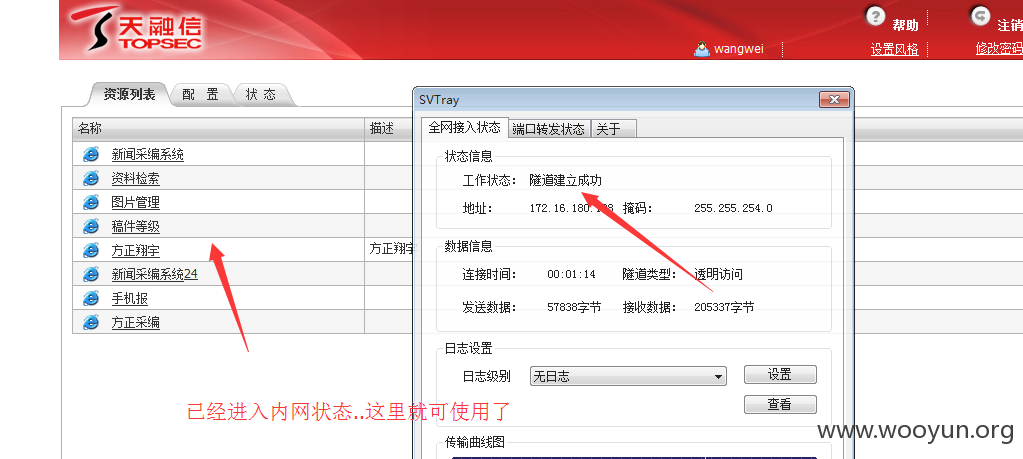 天融信
TOPSEC
帮助
注销
wangwei
设置风格
修改密码
资源列表 配 置 状 态
名称 描述
新闻采编系统
资料检索
图片管理
稿件等级
方正翔宇 方正翔宇
新闻采编系统24
手机报
方正采编
SVTray
全网接入状态 端口转发状态 关于
状态信息
工作状态: 隧道建立成功
地址: 172.16.180. 掩码: 255.255.254.0
数据信息
连接时间: 00:01:14 隧道类型: 透明访问
发送数据: 57838字节 接收数据: 205337字节
日志设置
日志级别 无日志 设置
查看
传输曲线图
已经进入内网状态..这里就可使用了
www.wooyun.org